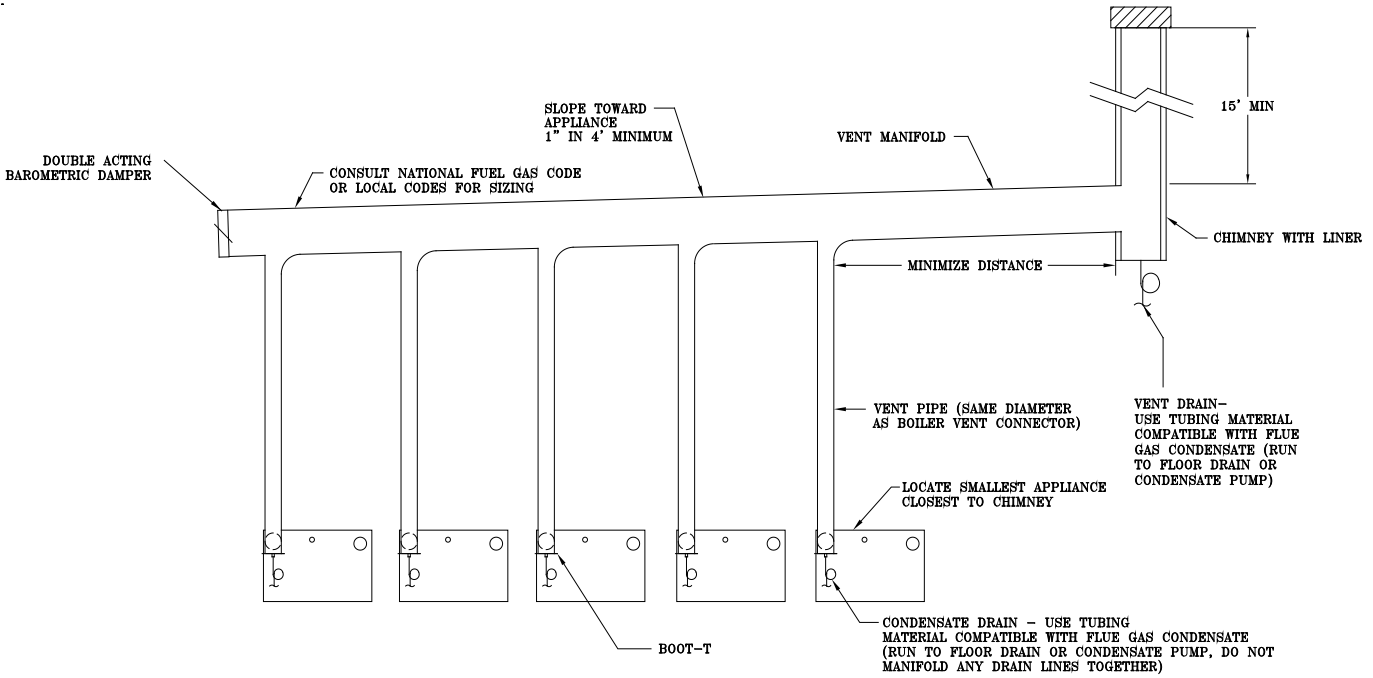 SLOPE TOWARD
APPLIANCE
1" IN 4' MINIMUM
15' MIN
VENT MANIFOLD
DOUBLE ACTING
BAROMETRIC DAMPER
CONSULT NATIONAL FUEL GAS CODE
OR LOCAL CODES FOR SIZING
CHIMNEY WITH LINER
MINIMIZE DISTANCE
VENT PIPE (SAME DIAMETER
AS BOILER VENT CONNECTOR)
VENT DRAIN-
USE TUBING MATERIAL
COMPATIBLE WITH FLUE
GAS CONDENSATE (RUN
TO FLOOR DRAIN OR
CONDENSATE PUMP)
LOCATE SMALLEST APPLIANCE
CLOSEST TO CHIMNEY
CONDENSATE DRAIN - USE TUBING
MATERIAL COMPATIBLE WITH FLUE GAS CONDENSATE
(RUN TO FLOOR DRAIN OR CONDENSATE PUMP, DO NOT
MANIFOLD ANY DRAIN LINES TOGETHER)
BOOT-T